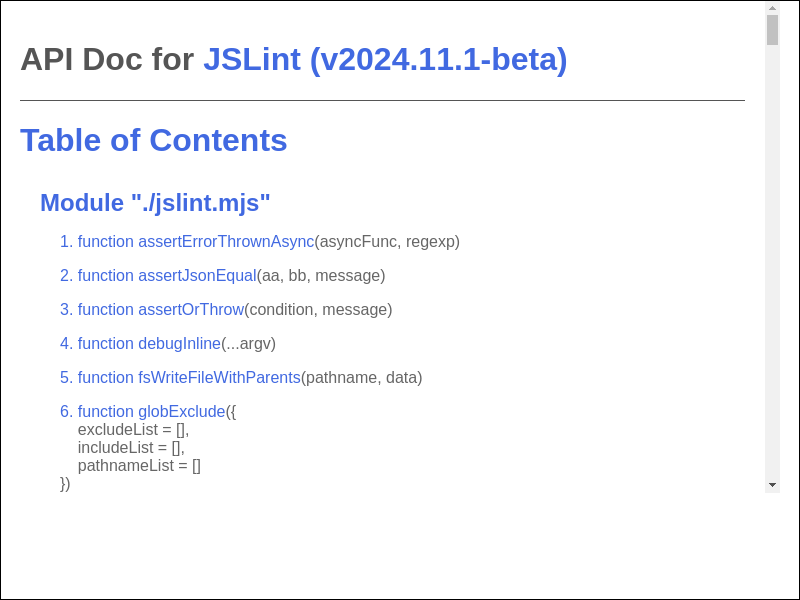 API Doc for JSLint (v2024.11.1-beta)
Table of Contents
Module "./jslint.mjs"
1. function assertErrorThrownAsync(asyncFunc, regexp)
2. function assertJsonEqual(aa, bb, message)
3. function assertOrThrow(condition, message)
4. function debugInline(...argv)
5. function fsWriteFileWithParents(pathname, data)
6. function globExclude({
excludeList = [],
includeList = [],
pathnameList = []
})